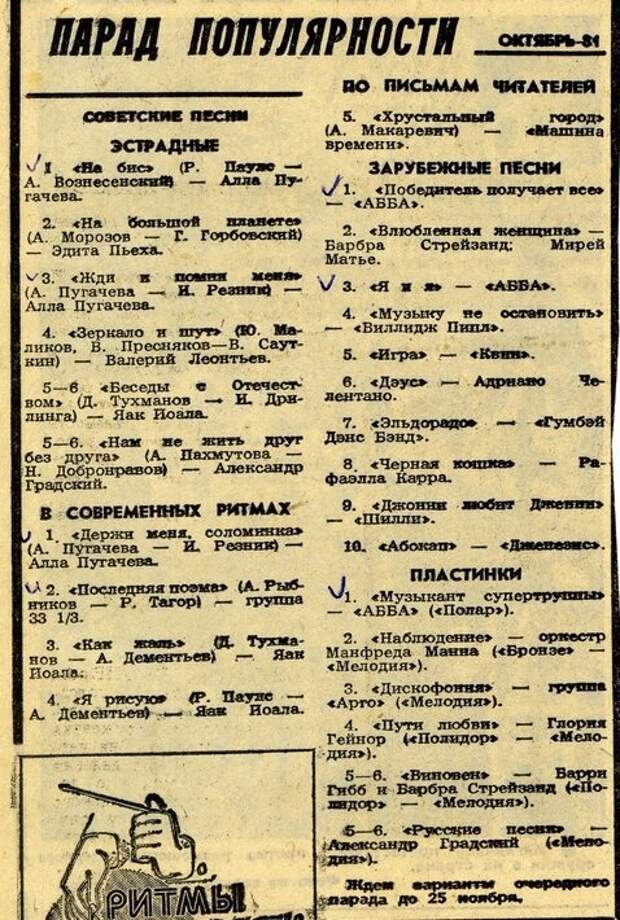 ПАРАД ПОПУЛЯРНОСТИ
ОКТЯБРЬ-81
СОВЕТСКИЕ ПЕСНИ
ЭСТРАДНЫЕ
1. «На бис» (Р. Паулс —
А. Вознесенский) — Алла Пу-
гачева.
2. «На большой планете»
(А. Морозов — Г. Горбовский)
— Эдита Пьеха.
3. «Жди и помни меня»
(А. Пугачева — И. Резник) —
Алла Пугачева.
4. «Зеркало и шут» (Ю. Ма-
ликов, В. Пресняков—В. Саут-
кин) — Валерий Леонтьев.
5—6. «Беседы с Отечест-
вом» (Д. Тухманов — И. Дри-
линга) — Яак Йоала.
5—6. «Нам не жить друг
без друга» (А. Пахмутова —
Н. Добронравов) — Александр
Градский.
В СОВРЕМЕННЫХ РИТМАХ
1. «Держи меня, соломинка»
(А. Пугачева — И. Резник) —
Алла Пугачева.
2. «Последняя поэма» (А. Рыб-
ников — Р. Тагор) — группа
33 1/3.
3. «Как жаль» (Д. Тухма-
нов — А. Дементьев) — Яак
Йоала.
4. «Я рисую» (Р. Паулс —
А. Дементьев) — Яак Йоала.
ПО ПИСЬМАМ ЧИТАТЕЛЕЙ
5. «Хрустальный город»
(А. Макаревич) — «Машина
времени».
ЗАРУБЕЖНЫЕ ПЕСНИ
1. «Победитель получает все»
— «АББА».
2. «Влюбленная женщина» —
Барбра Стрейзанд; Мирей
Матье.
3. «Я и я» — «АББА».
4. «Музыку не остановить» —
«Виллидж Пипл».
5. «Игра» — «Квин».
6. «Дэус» — Адриано Че-
лентано.
7. «Эльдорадо» — «Гумбэй
Дэнс Бэнд».
8. «Черная кошка» — Ра-
фаэлла Карра.
9. «Джонни любит Дженни»
— «Шилли».
10. «Абокап» — «Дженезис».
ПЛАСТИНКИ
1. «Музыкант супертруппы»
— «АББА» («Полар»).
2. «Наблюдение» — оркестр
Манфреда Манна («Бронзе» —
«Мелодия»).
3. «Дискофония» — группа
«Арго» («Мелодия»).
4. «Пути любви» — Глория
Гейнор («Полидор» — «Мело-
дия»).
5—6. «Виновен» — Барри
Гибб и Барбра Стрейзанд («По-
лидор» — «Мелодия»).
5—6. «Русские песни» —
Александр Градский («Мело-
дия»).
Ждем варианты очередного
парада до 25 ноября.
РИТМЫ